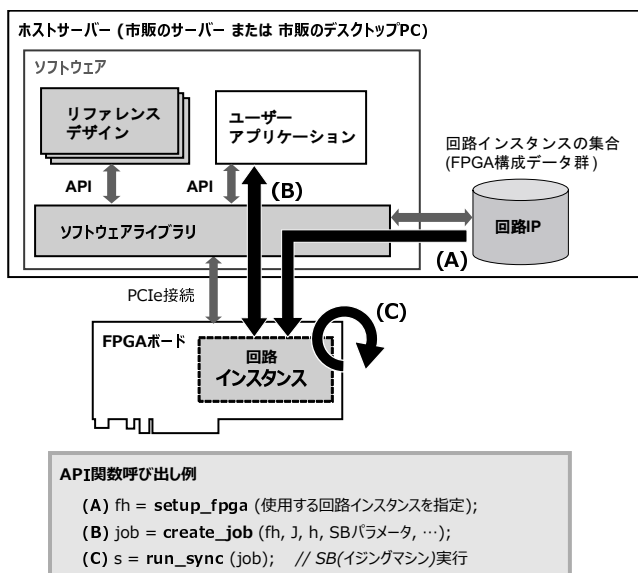 ホストサーバー (市販のサーバー または 市販のデスクトップPC)
ソフトウェア
リファレンス
デザイン
ユーザー
アプリケーション
回路インスタンスの集合
(FPGA構成データ群)
API
API
(B)
ソフトウェアライブラリ
回路IP
(A)
PCIe接続
(C)
FPGAボード
回路
インスタンス
API関数呼び出し例
(A) fh = setup_fpga (使用する回路インスタンスを指定);
(B) job = create_job (fh, J, h, SBパラメータ, …);
(C) s = run_sync (job); // SB(イジングマシン)実行